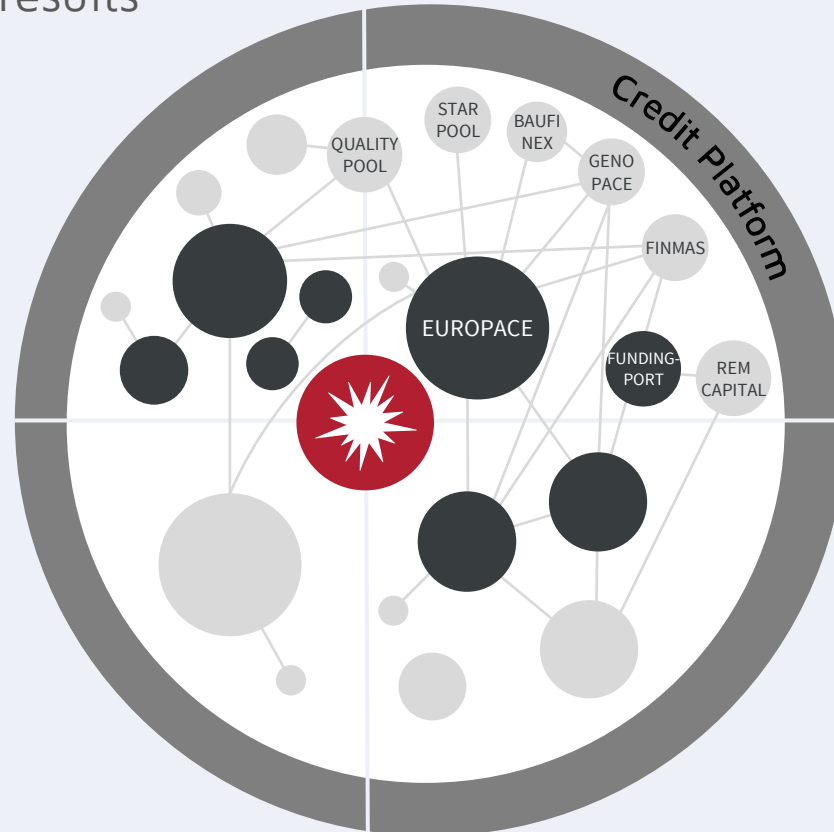 results
Credit Platform
STAR
POOL
BAUFI
NEX
QUALITY
POOL
GENO
PACE
FINMAS
EUROPACE
FUNDING-
PORT
REM
CAPITAL